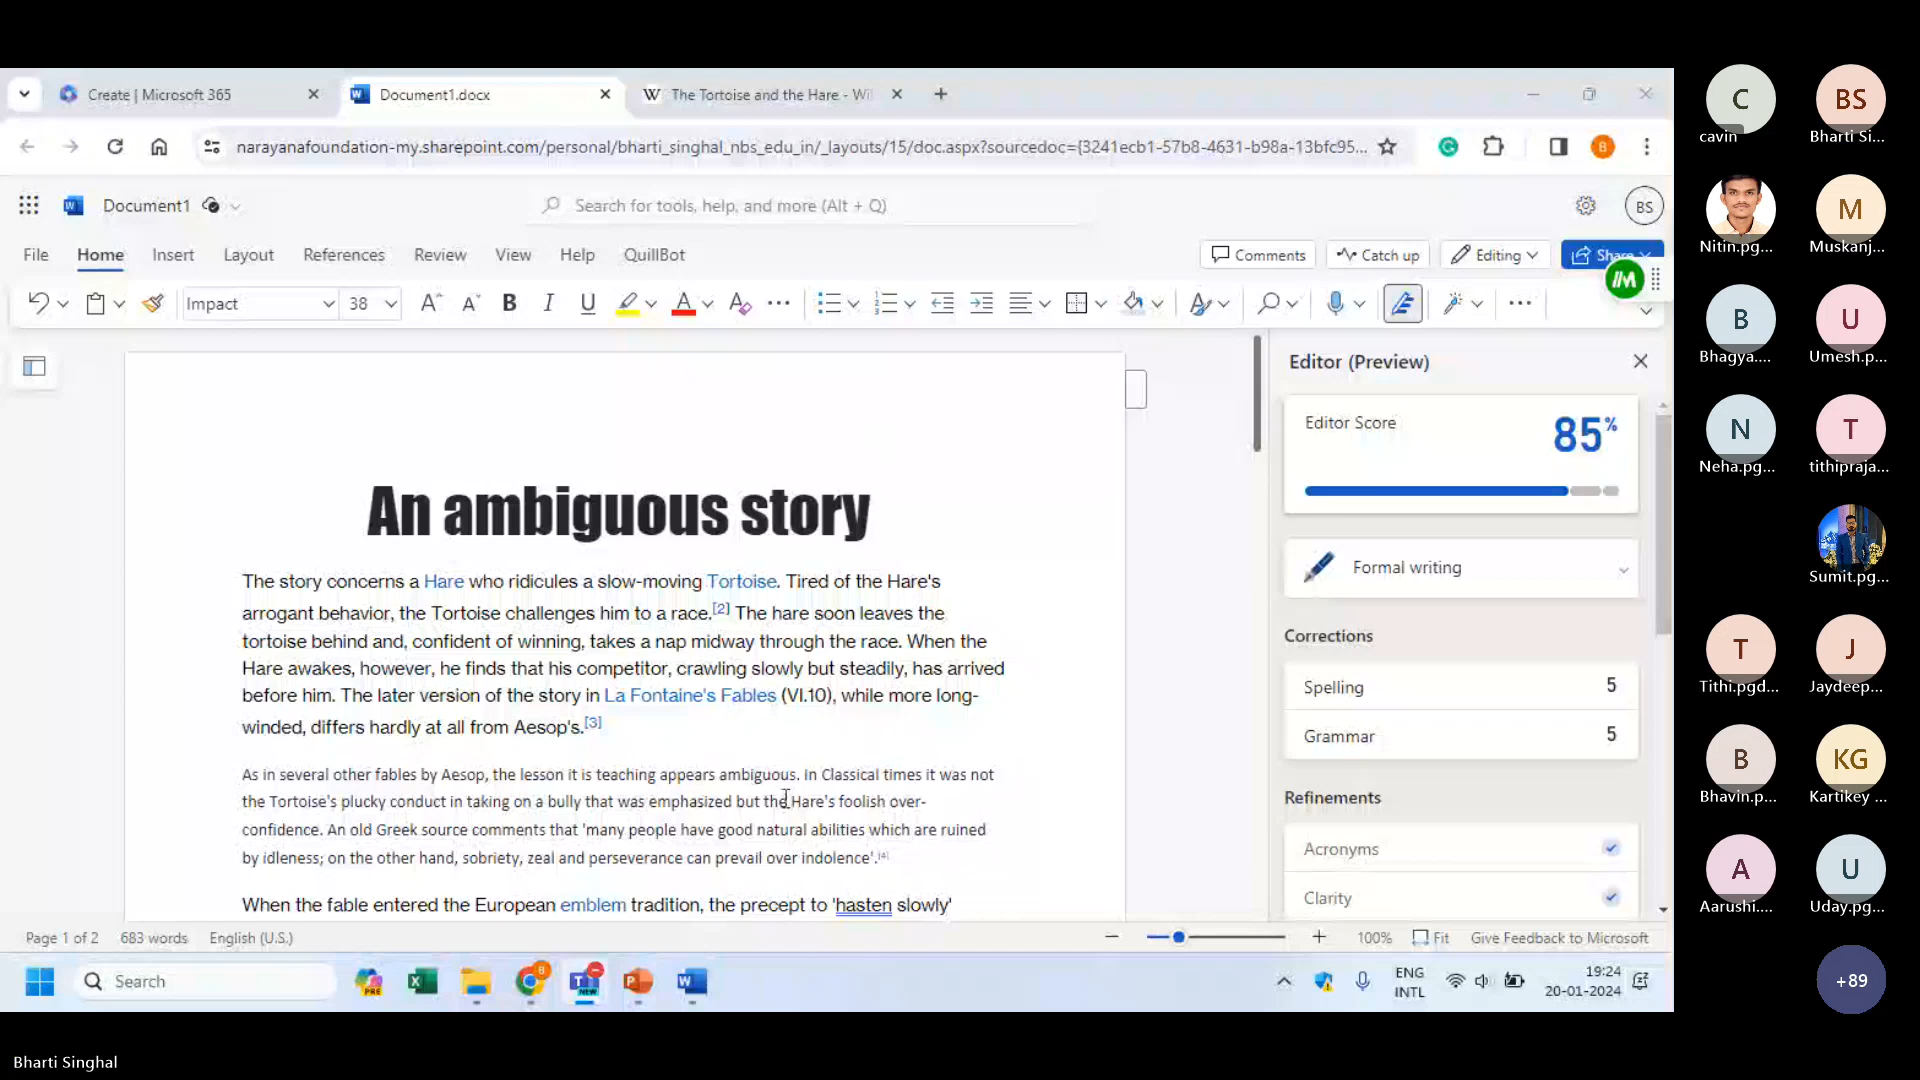 Create | Microsoft 365
Document1.docx
The Tortoise and the Hare - Wi
narayanafoundation-my.sharepoint.com/personal/bharti_singhal_nbs_edu_in/_layouts/15/doc.aspx?sourcedoc={3241ecb1-57b8-4631-b98a-13bfc95...
B
Document1
Search for tools, help, and more (Alt + Q)
BS
File Home Insert Layout References Review View Help QuillBot
Comments Catch up Editing Share
Impact 38
Editor (Preview)
Editor Score 85%
Formal writing
Corrections
Spelling 5
Grammar 5
Refinements
Acronyms
Clarity
An ambiguous story
The story concerns a Hare who ridicules a slow-moving Tortoise. Tired of the Hare's
arrogant behavior, the Tortoise challenges him to a race.[2] The hare soon leaves the
tortoise behind and, confident of winning, takes a nap midway through the race. When the
Hare awakes, however, he finds that his competitor, crawling slowly but steadily, has arrived
before him. The later version of the story in La Fontaine's Fables (VI.10), while more long-
winded, differs hardly at all from Aesop's.[3]
As in several other fables by Aesop, the lesson it is teaching appears ambiguous. In Classical times it was not
the Tortoise's plucky conduct in taking on a bully that was emphasized but the Hare's foolish over-
confidence. An old Greek source comments that 'many people have good natural abilities which are ruined
by idleness; on the other hand, sobriety, zeal and perseverance can prevail over indolence'.[4]
When the fable entered the European emblem tradition, the precept to 'hasten slowly'
Page 1 of 2 683 words English (U.S.)
100% Fit Give Feedback to Microsoft
Search
PRE
NEW
ENG
INTL
19:24
20-01-2024
C
cavin
BS
Bharti Si...
Nitin.pg...
M
Muskanj...
B
Bhagya....
U
Umesh.p...
N
Neha.pg...
T
tithipraja...
Sumit.pg...
T
Tithi.pgd...
J
Jaydeep...
B
Bhavin.p...
KG
Kartikey ...
A
Aarushi....
U
Uday.pg...
+89
Bharti Singhal